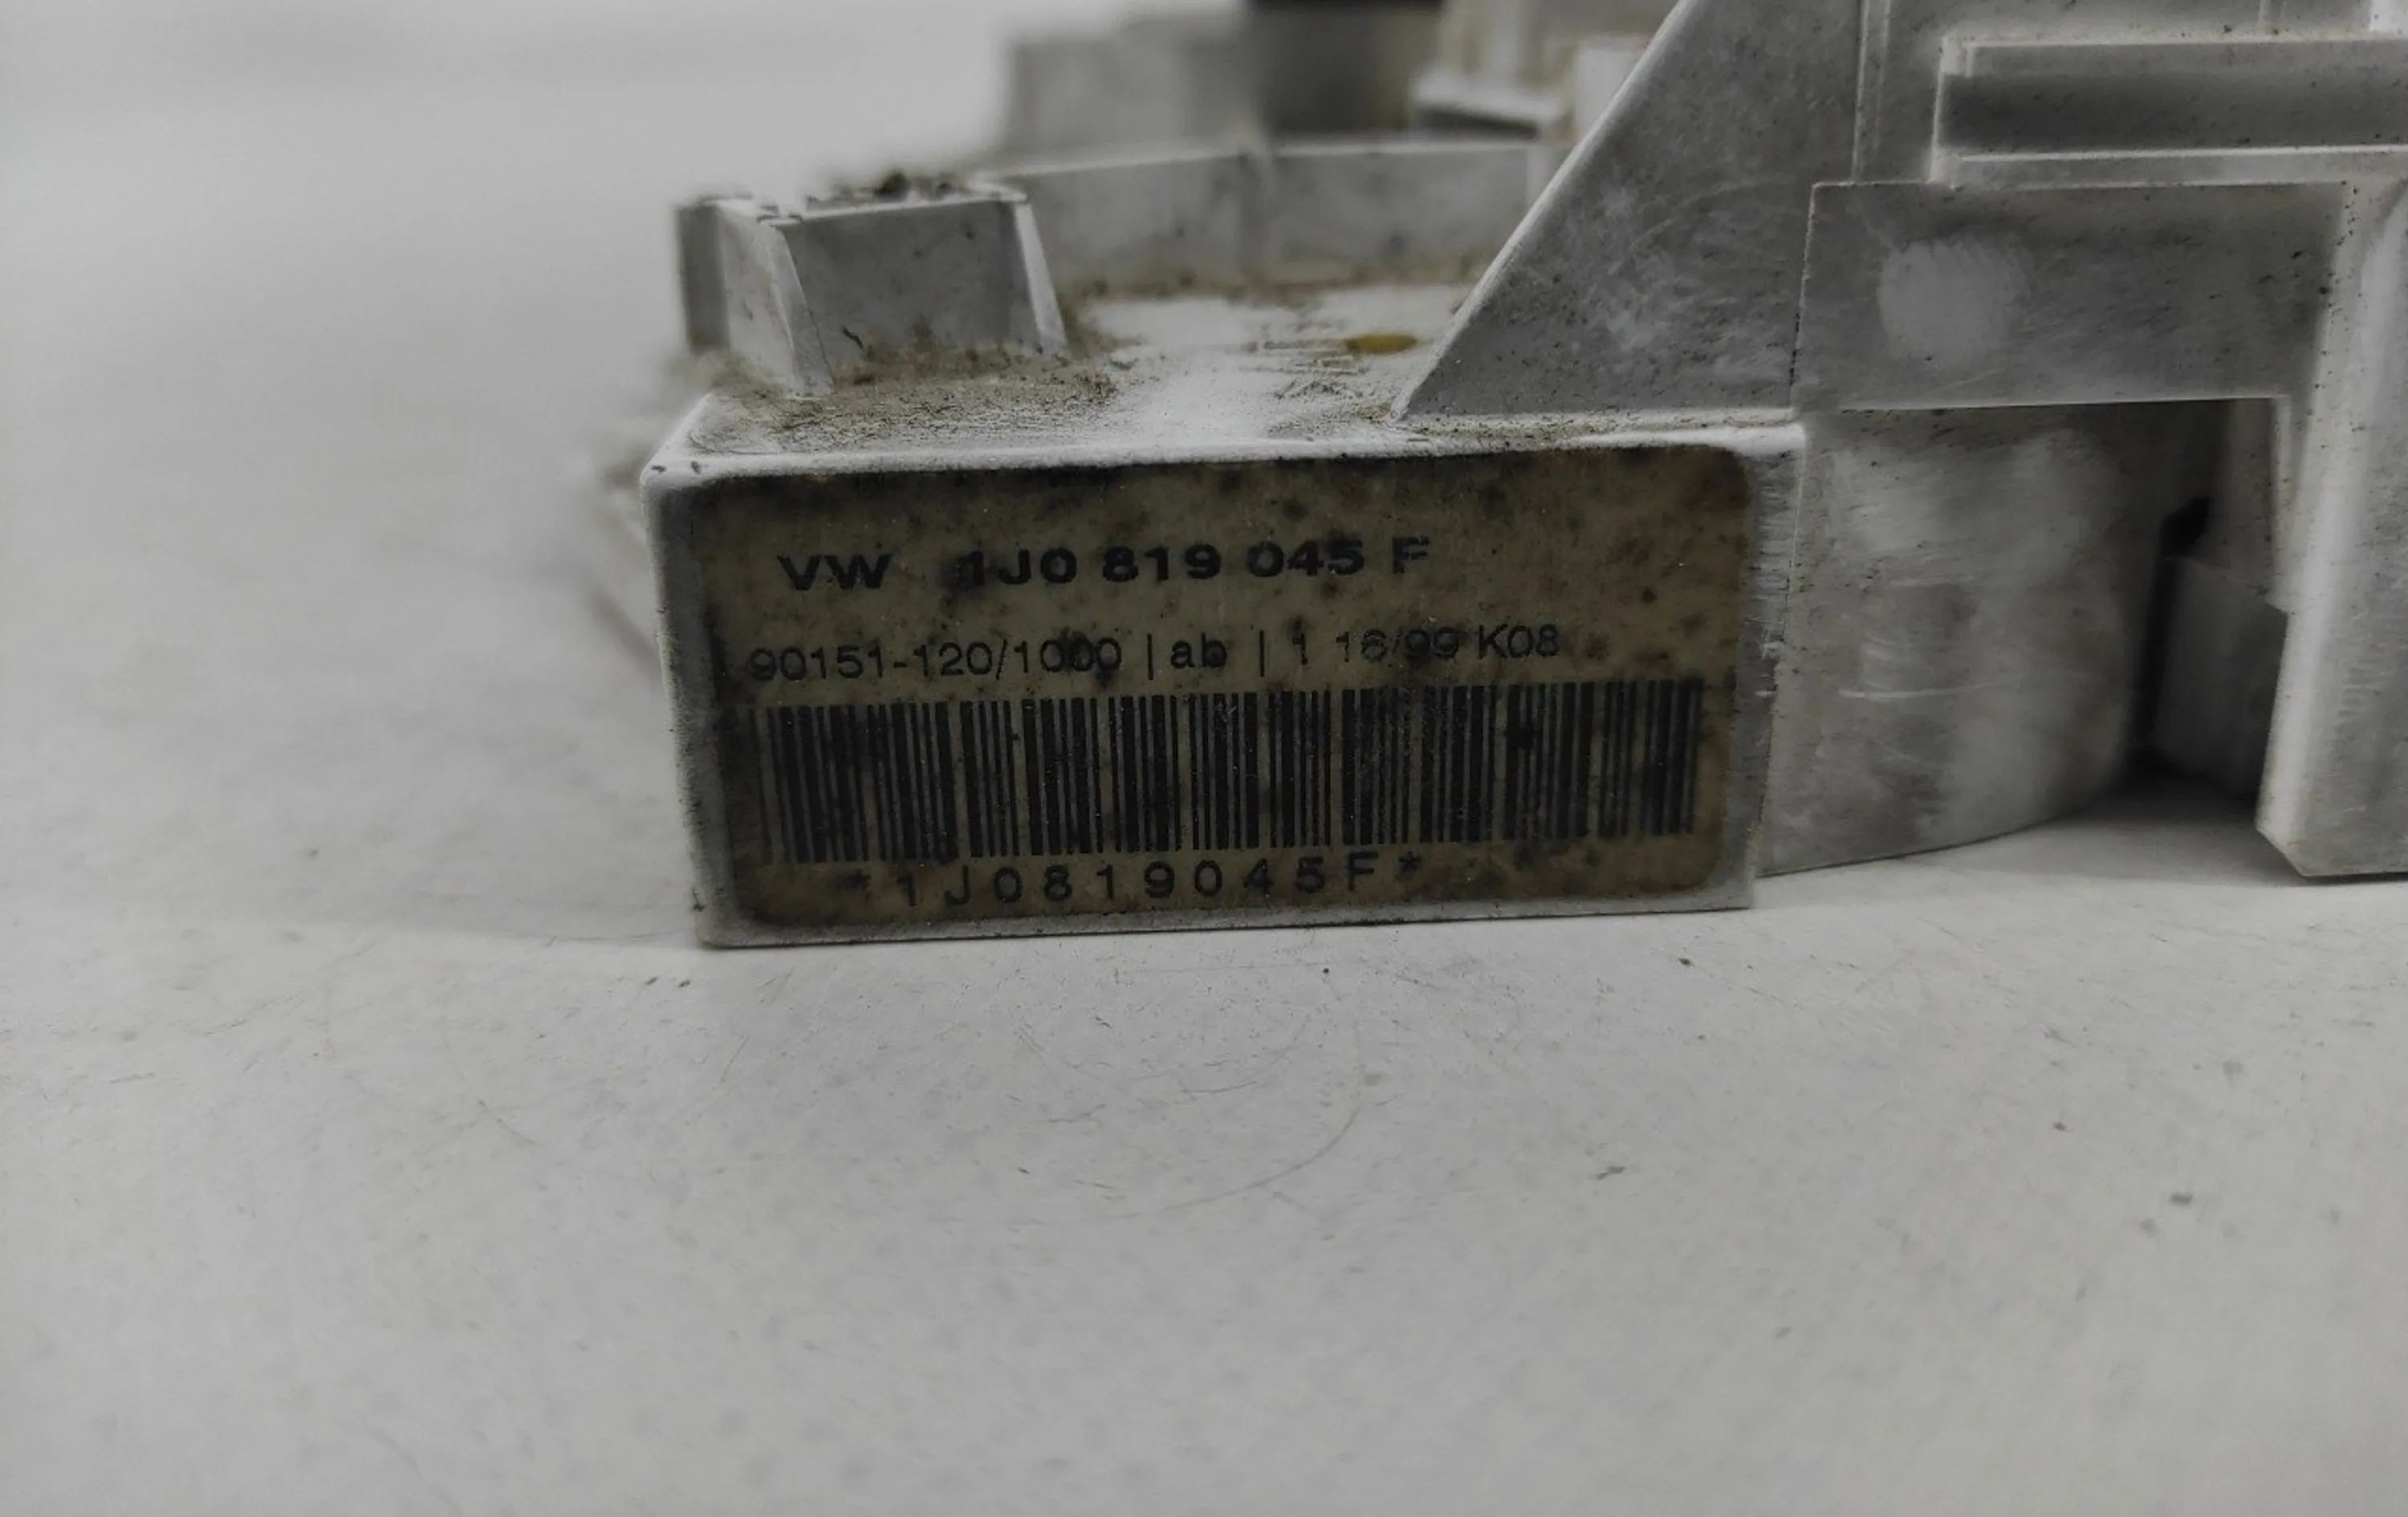 VW 1J0 819 045 F
90151-120/1000 | ab | 1 16/99 K08
*1J0819045F*